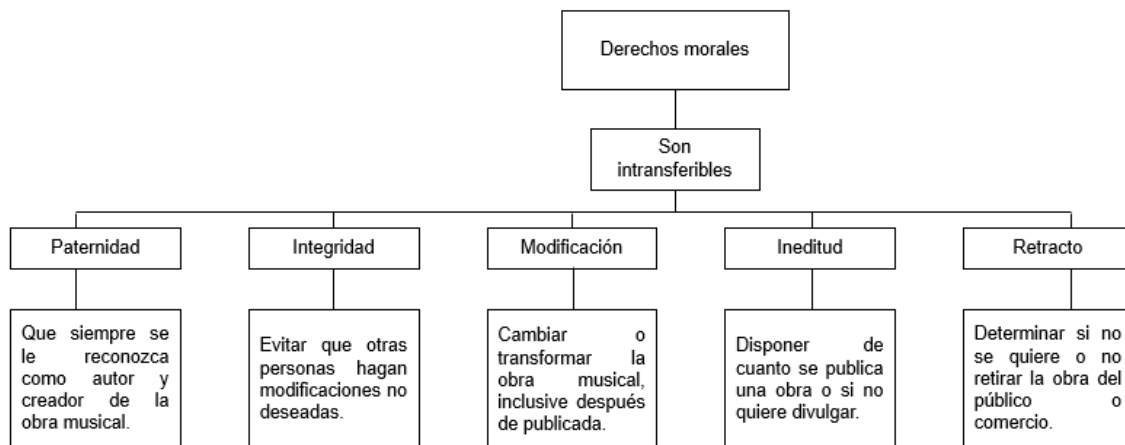 Derechos morales
Son
intransferibles
Paternidad
Integridad
Modificación
Ineditud
Retracto
Que siempre se
le reconozca
como autor y
creador de la
obra musical.
Evitar que otras
personas hagan
modificaciones no
deseadas.
Cambiar o
transformar la
obra musical,
inclusive después
de publicada.
Disponer de
cuanto se publica
una obra o si no
quiere divulgar.
Determinar si no
se quiere o no
retirar la obra del
público o
comercio.